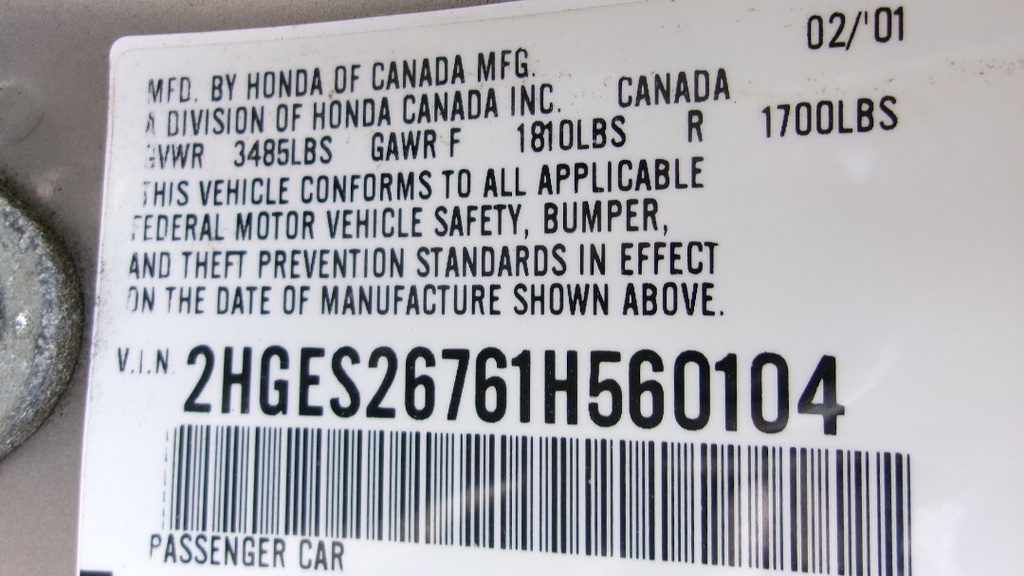 02/'01
MFD. BY HONDA OF CANADA MFG.
A DIVISION OF HONDA CANADA INC. CANADA
GVWR 3485LBS GAWR F 1810LBS R 1700LBS
THIS VEHICLE CONFORMS TO ALL APPLICABLE
FEDERAL MOTOR VEHICLE SAFETY, BUMPER,
AND THEFT PREVENTION STANDARDS IN EFFECT
ON THE DATE OF MANUFACTURE SHOWN ABOVE.
V.I.N. 2HGES26761H560104
PASSENGER CAR